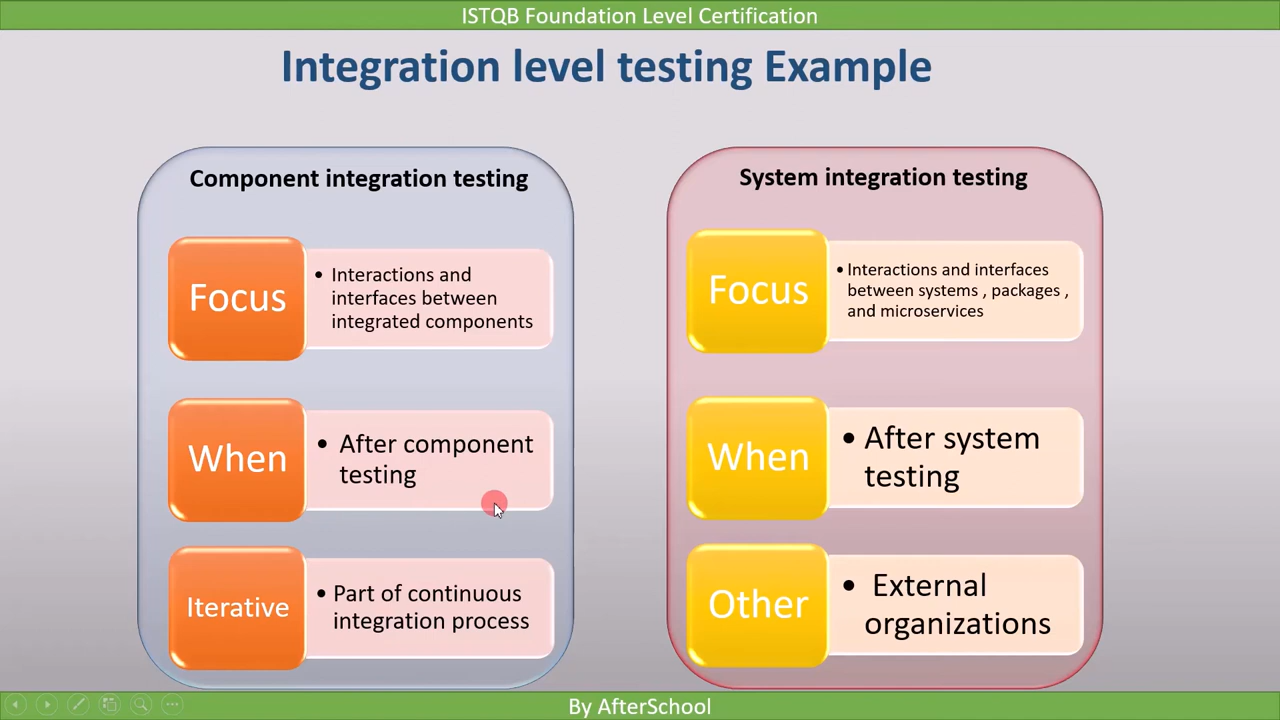 ISTQB Foundation Level Certification
Integration level testing Example
Component integration testing
Focus
• Interactions and
interfaces between
integrated components
When
• After component
testing
Iterative
• Part of continuous
integration process
System integration testing
Focus
• Interactions and interfaces
between systems , packages ,
and microservices
When
• After system
testing
Other
• External
organizations
By AfterSchool